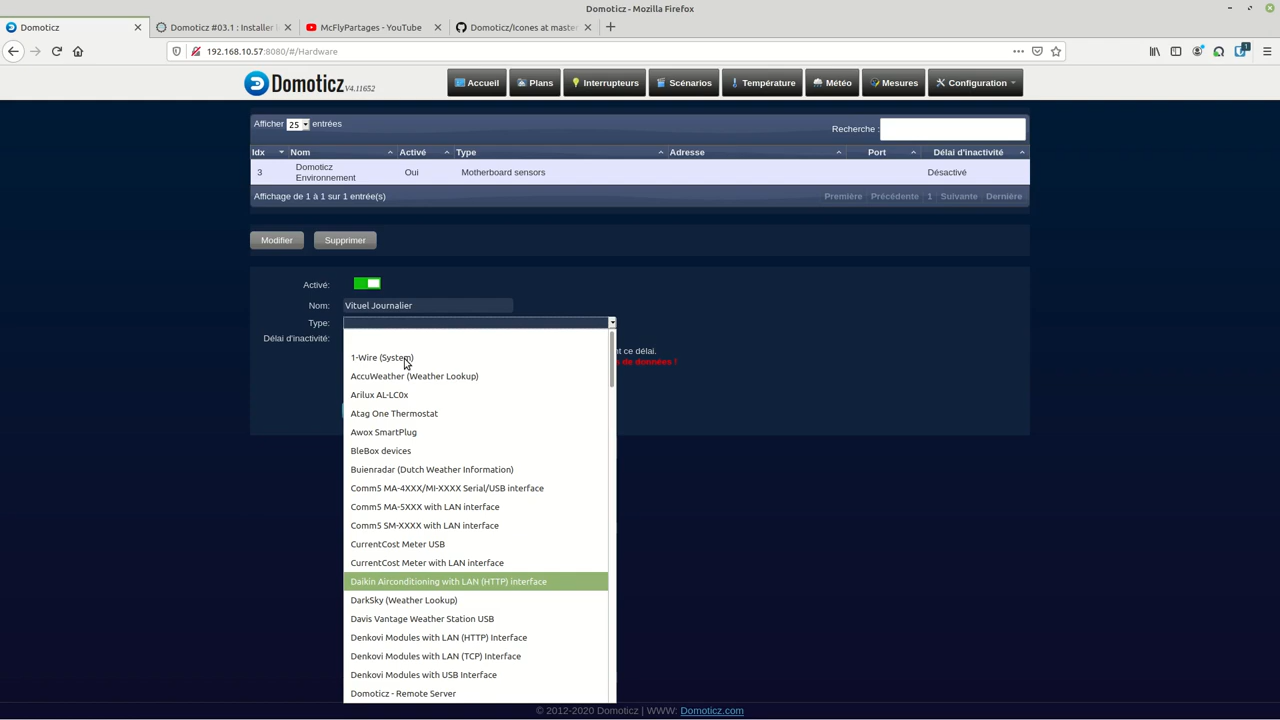 Domoticz - Mozilla Firefox
Domoticz
Domoticz #03.1 : Installer
McFlyPartages - YouTube
Domoticz/Icones at master
192.168.10.57:8080/#/Hardware
1
Domoticz V4.11652
Accueil
Plans
Interrupteurs
Scénarios
Température
Météo
Mesures
Configuration
Afficher 25 entrées
Recherche :
Idx Nom Activé Type Adresse Port Délai d'inactivité
3 Domoticz Environnement Oui Motherboard sensors Désactivé
Affichage de 1 à 1 sur 1 entrée(s)
Première Précédente 1 Suivante Dernière
Modifier Supprimer
Activé:
Nom: Vituel Journalier
Type:
Délai d'inactivité:
t ce délai.
s de données !
1-Wire (System)
AccuWeather (Weather Lookup)
Arilux AL-LC0x
Atag One Thermostat
Awox SmartPlug
BleBox devices
Buienradar (Dutch Weather Information)
Comm5 MA-4XXX/MI-XXXX Serial/USB interface
Comm5 MA-5XXX with LAN interface
Comm5 SM-XXXX with LAN interface
CurrentCost Meter USB
CurrentCost Meter with LAN interface
Daikin Airconditioning with LAN (HTTP) interface
DarkSky (Weather Lookup)
Davis Vantage Weather Station USB
Denkovi Modules with LAN (HTTP) Interface
Denkovi Modules with LAN (TCP) Interface
Denkovi Modules with USB Interface
Domoticz - Remote Server
© 2012-2020 Domoticz | WWW: Domoticz.com